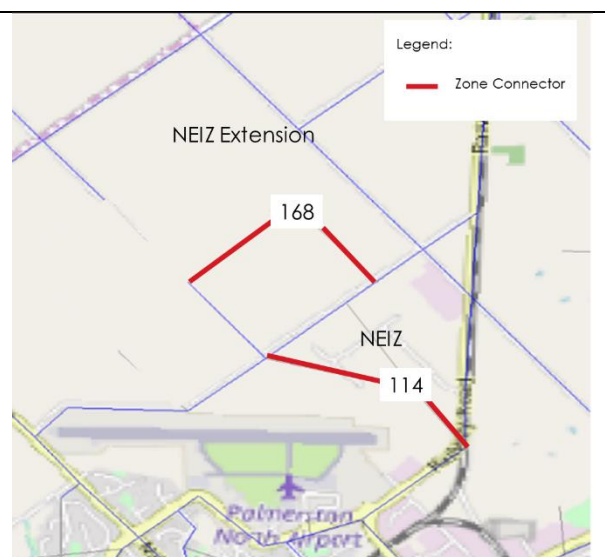 Legend:
Zone Connector
NEIZ Extension
168
NEIZ
114
Palmerston
North Airport